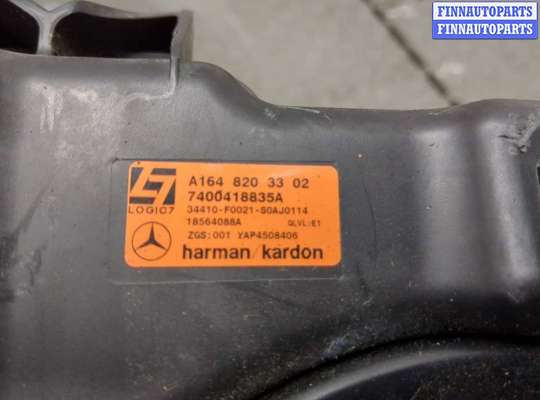 FINNAUTOPARTS
FINNAUTOPARTS
LOGIC7
A164 820 33 02
7400418835A
34410-F0021-S0AJ0114
18564088A QLVL:E1
ZGS:001 YAP4508406
harman/kardon